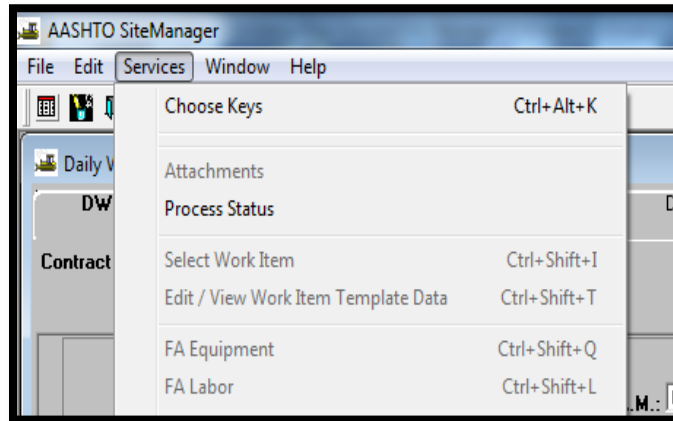 AASHTO SiteManager
File Edit Services Window Help
Choose Keys Ctrl+Alt+K
Daily
Attachments
DW
Process Status
Contract
Select Work Item Ctrl+Shift+I
Edit / View Work Item Template Data Ctrl+Shift+T
FA Equipment Ctrl+Shift+Q
FA Labor Ctrl+Shift+L
.M.: